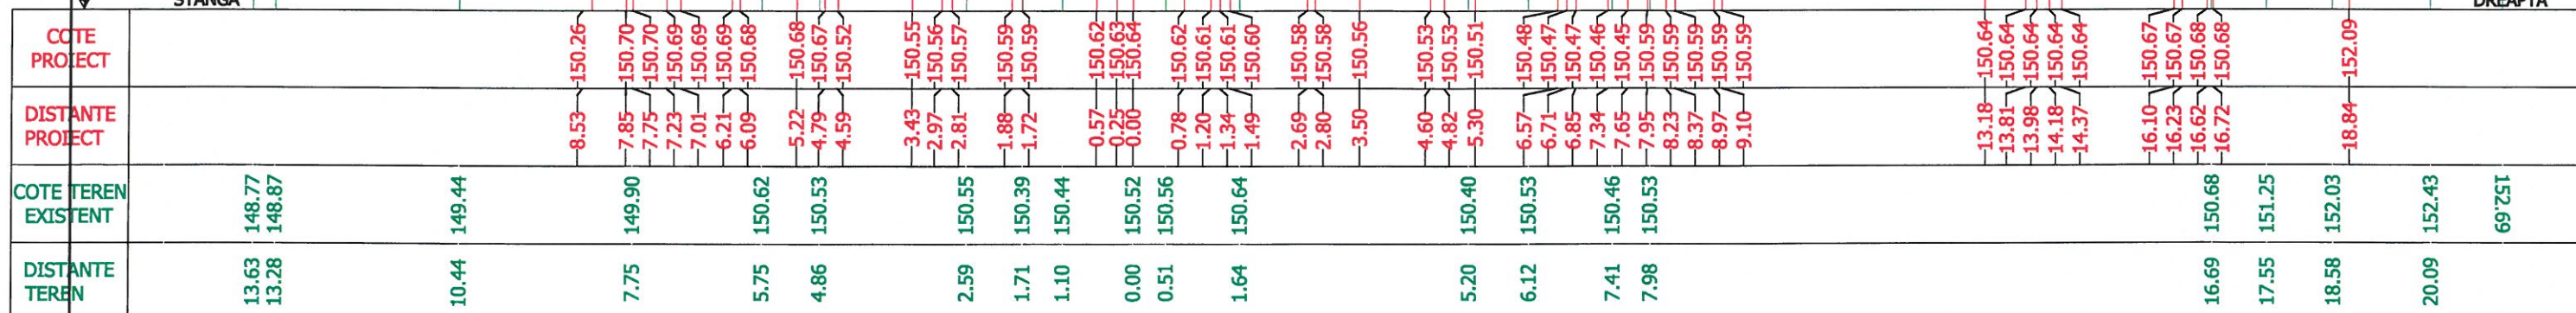 STANGA
DREAPTA
COTE
PROIECT
150.26 150.70 150.70 150.69 150.69 150.69 150.68 150.68 150.67 150.52 150.55 150.56 150.57 150.59 150.59 150.62 150.63 150.64 150.62 150.61 150.61 150.60 150.58 150.58 150.56 150.53 150.53 150.51 150.48 150.47 150.47 150.46 150.45 150.59 150.59 150.59 150.59 150.59 150.64 150.64 150.64 150.64 150.64 150.67 150.67 150.68 150.68 152.09
DISTANTE
PROIECT
8.53 7.85 7.75 7.23 7.01 6.21 6.09 5.22 4.79 4.59 3.43 2.97 2.81 1.88 1.72 0.57 0.25 0.00 0.78 1.20 1.34 1.49 2.69 2.80 3.50 4.60 4.82 5.30 6.57 6.71 6.85 7.34 7.65 7.95 8.23 8.37 8.97 9.10 13.18 13.81 13.98 14.18 14.37 16.10 16.23 16.62 16.72 18.84
COTE TEREN
EXISTENT
148.77 148.87 149.44 149.90 150.62 150.53 150.55 150.39 150.44 150.52 150.56 150.64 150.40 150.53 150.46 150.53 150.68 151.25 152.03 152.43 152.69
DISTANTE
TEREN
13.63 13.28 10.44 7.75 5.75 4.86 2.59 1.71 1.10 0.00 0.51 1.64 5.20 6.12 7.41 7.98 16.69 17.55 18.58 20.09